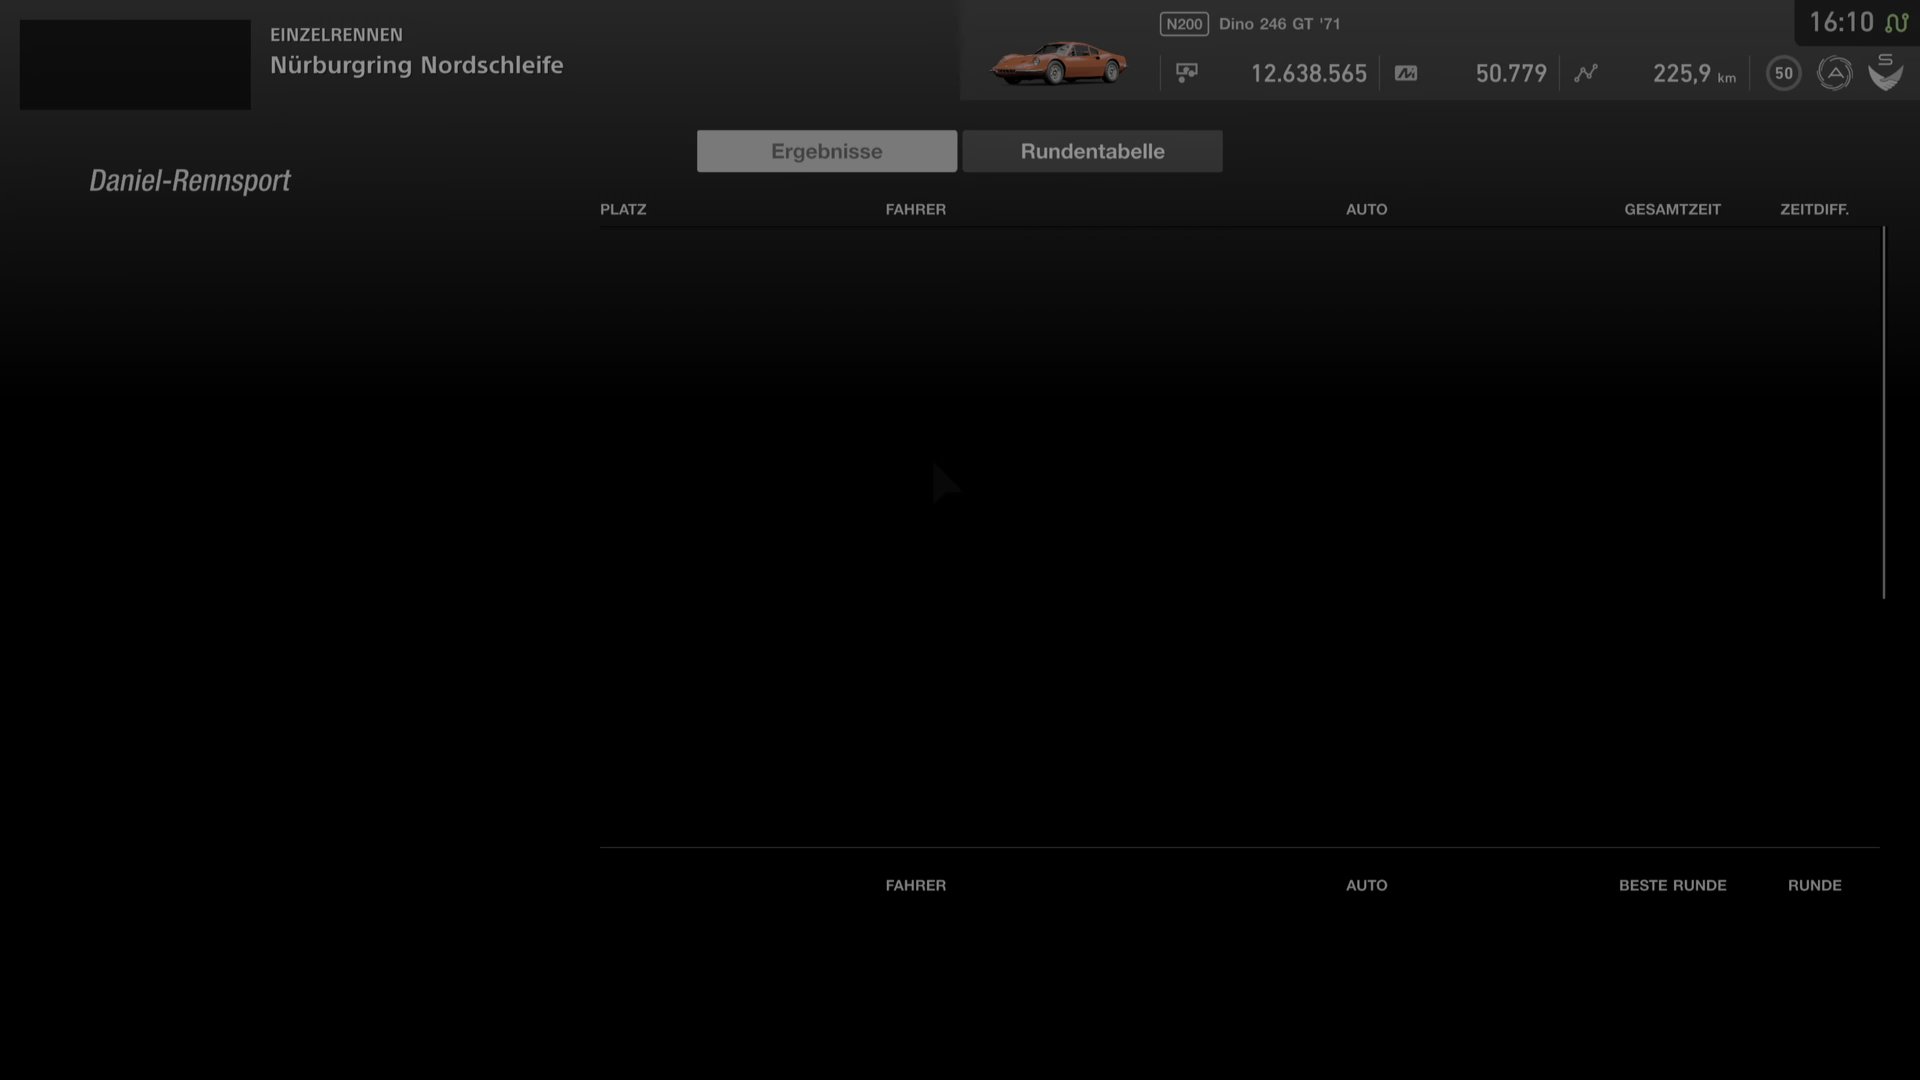 EINZELRENNEN
Nürburgring Nordschleife
N200 Dino 246 GT '71
16:10
12.638.565 50.779 225,9 km 50 A S
Daniel-Rennsport
Ergebnisse Rundentabelle
PLATZ FAHRER AUTO GESAMTZEIT ZEITDIFF.
FAHRER AUTO BESTE RUNDE RUNDE